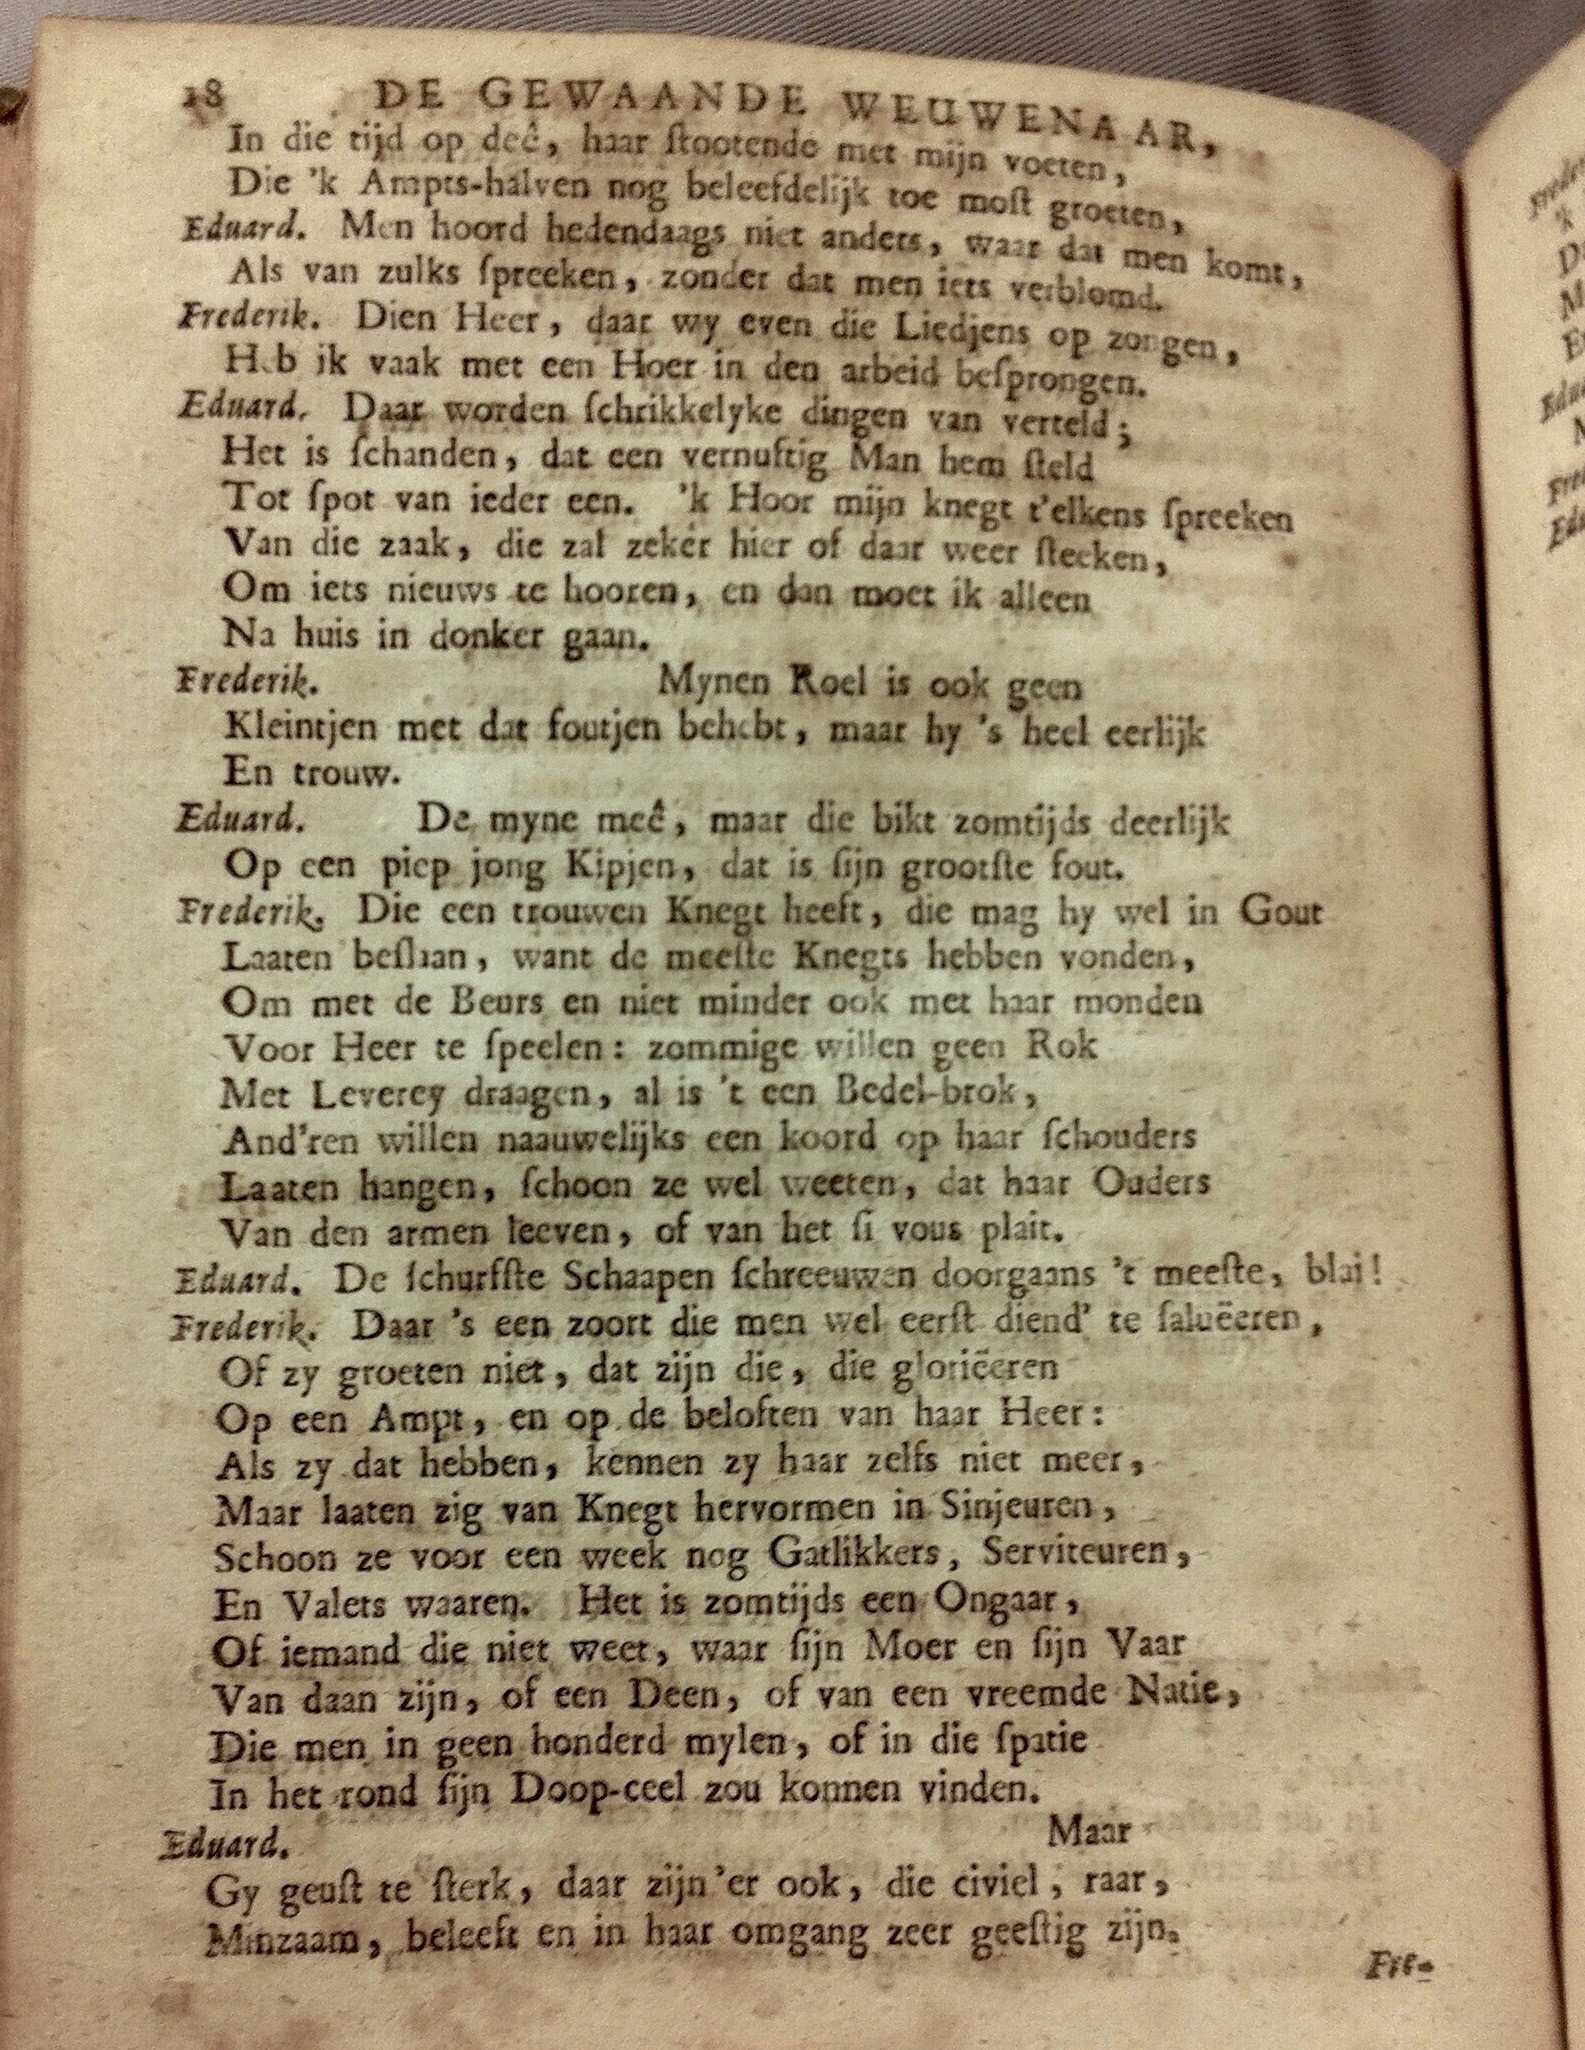 18 DE GEWAANDE WEUWENAAR,
In die tijd op deê, haar ſtootende met mijn voeten,
Die 'k Ampts-halven nog beleefdelijk toe moſt groeten,
Eduard. Men hoord hedendaags niet anders, waar dat men komt,
Als van zulks ſpreeken, zonder dat men iets verblomd.
Frederik. Dien Heer, daar wy even die Liedjens op zongen,
Heb ik vaak met een Hoer in den arbeid beſprongen.
Eduard. Daar worden ſchrikkelyke dingen van verteld;
Het is ſchanden, dat een vernuftig Man hem ſteld
Tot ſpot van ieder een. 'k Hoor mijn knegt t'elkens ſpreeken
Van die zaak, die zal zekér hier of daar weer ſteeken,
Om iets nieuws te hooren, en dan moet ik alleen
Na huis in donker gaan.
Frederik. Mynen Roel is ook geen
Kleintjen met dat foutjen behebt, maar hy 's heel eerlijk
En trouw.
Eduard. De myne meê, maar die bikt zomtijds deerlijk
Op een piep jong Kipjen, dat is ſijn grootſte fout.
Frederik. Die een trouwen Knegt heeft, die mag hy wel in Gout
Laaten beſlaan, want de meeſte Knegts hebben vonden,
Om met de Beurs en niet minder ook met haar monden
Voor Heer te ſpeelen: zommige willen geen Rok
Met Leverey draagen, al is 't een Bedel-brok,
And'ren willen naauwelijks een koord op haar ſchouders
Laaten hangen, ſchoon ze wel weeten, dat haar Ouders
Van den armen leeven, of van het ſi vous plait.
Eduard. De ſchurfſte Schaapen ſchreeuwen doorgaans 't meeſte, blai!
Frederik. Daar 's een zoort die men wel eerſt diend' te ſaluëeren,
Of zy groeten niet, dat zijn die, die gloriëeren
Op een Ampt, en op de beloften van haar Heer:
Als zy dat hebben, kennen zy haar zelfs niet meer,
Maar laaten zig van Knegt hervormen in Sinjeuren,
Schoon ze voor een week nog Gatlikkers, Serviteuren,
En Valets waaren. Het is zomtijds een Ongaar,
Of iemand die niet weet, waar ſijn Moer en ſijn Vaar
Van daan zijn, of een Deen, of van een vreemde Natie,
Die men in geen honderd mylen, of in die ſpatie
In het rond ſijn Doop-ceel zou konnen vinden.
Eduard. Maar
Gy geuſt te ſterk, daar zijn'er ook, die civiel, raar,
Minzaam, beleeft en in haar omgang zeer geeſtig zijn.